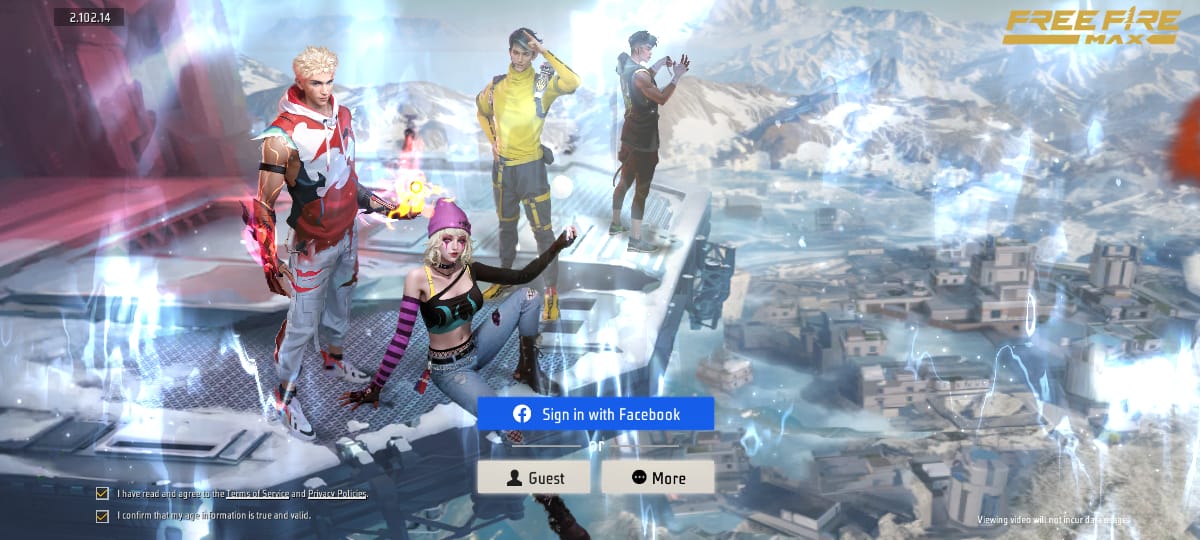 2.102.14
FREE FIRE
MAX
Sign in with Facebook
or
Guest
More
I have read and agree to the Terms of Service and Privacy Policies.
I confirm that my age information is true and valid.
Viewing video will not incur data usage.